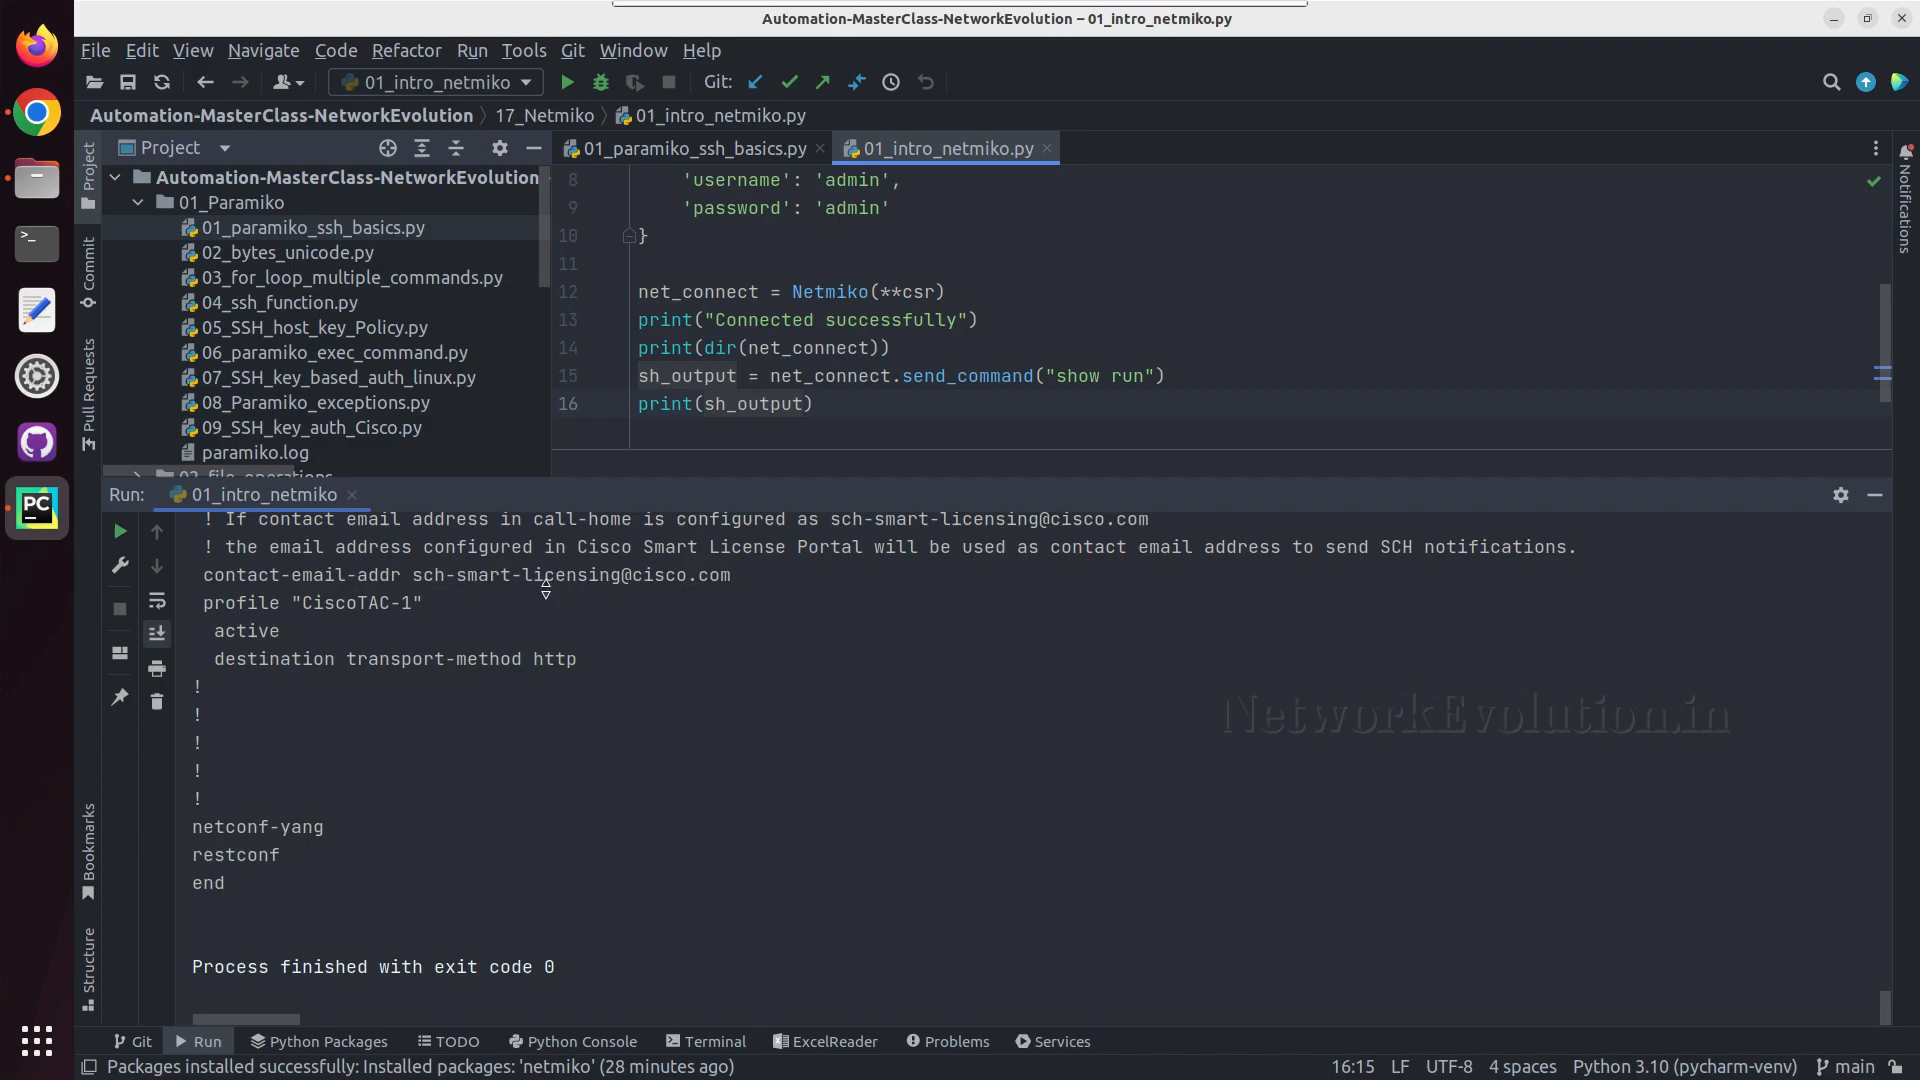 Automation-MasterClass-NetworkEvolution – 01_intro_netmiko.py
File Edit View Navigate Code Refactor Run Tools Git Window Help
01_intro_netmiko Git:
Automation-MasterClass-NetworkEvolution 17_Netmiko 01_intro_netmiko.py
Project
Project
Commit
Pull Requests
Bookmarks
Structure
Notifications
Automation-MasterClass-NetworkEvolution
01_Paramiko
01_paramiko_ssh_basics.py
02_bytes_unicode.py
03_for_loop_multiple_commands.py
04_ssh_function.py
05_SSH_host_key_Policy.py
06_paramiko_exec_command.py
07_SSH_key_based_auth_linux.py
08_Paramiko_exceptions.py
09_SSH_key_auth_Cisco.py
paramiko.log
01_paramiko_ssh_basics.py 01_intro_netmiko.py
8 'username': 'admin',
9 'password': 'admin'
10 }
11
12 net_connect = Netmiko(**csr)
13 print("Connected successfully")
14 print(dir(net_connect))
15 sh_output = net_connect.send_command("show run")
16 print(sh_output)
Run: 01_intro_netmiko
! If contact email address in call-home is configured as sch-smart-licensing@cisco.com
! the email address configured in Cisco Smart License Portal will be used as contact email address to send SCH notifications.
contact-email-addr sch-smart-licensing@cisco.com
profile "CiscoTAC-1"
active
destination transport-method http
!
!
!
!
!
netconf-yang
restconf
end
Process finished with exit code 0
NetworkEvolution.in
Git Run Python Packages TODO Python Console Terminal ExcelReader Problems Services
Packages installed successfully: Installed packages: 'netmiko' (28 minutes ago) 16:15 LF UTF-8 4 spaces Python 3.10 (pycharm-venv) main
PC